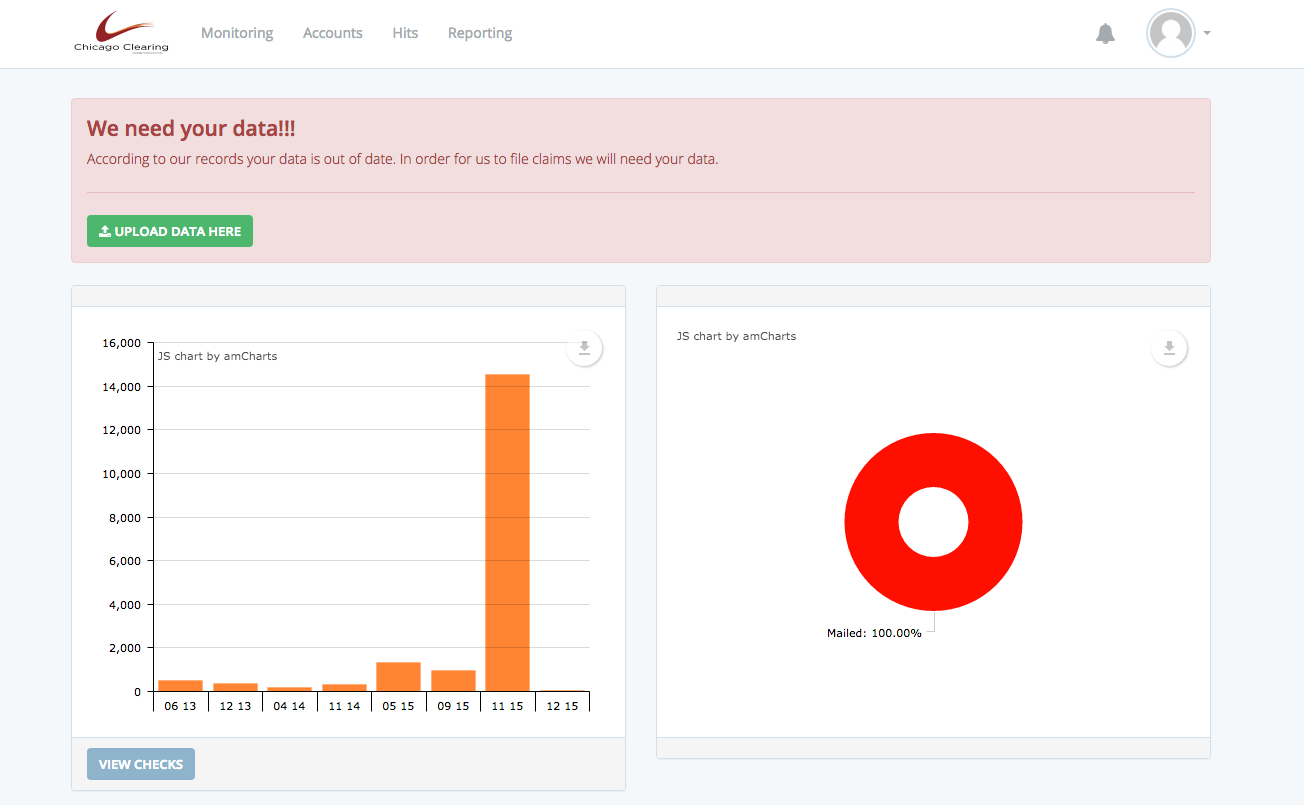 Chicago Clearing
Monitoring Accounts Hits Reporting
We need your data!!!
According to our records your data is out of date. In order for us to file claims we will need your data.
UPLOAD DATA HERE
16,000
JS chart by amCharts
14,000
12,000
10,000
8,000
6,000
4,000
2,000
0
06 13 12 13 04 14 11 14 05 15 09 15 11 15 12 15
VIEW CHECKS
JS chart by amCharts
Mailed: 100.00%